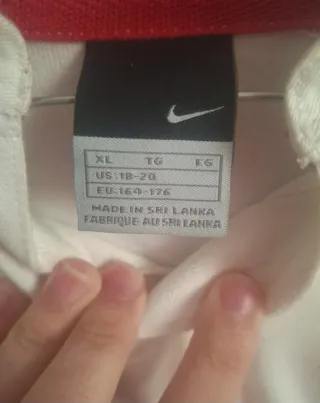 XL TG EG
US:18-20
EU:164-176
MADE IN SRI LANKA
FABRIQUE AU SRI LANKA